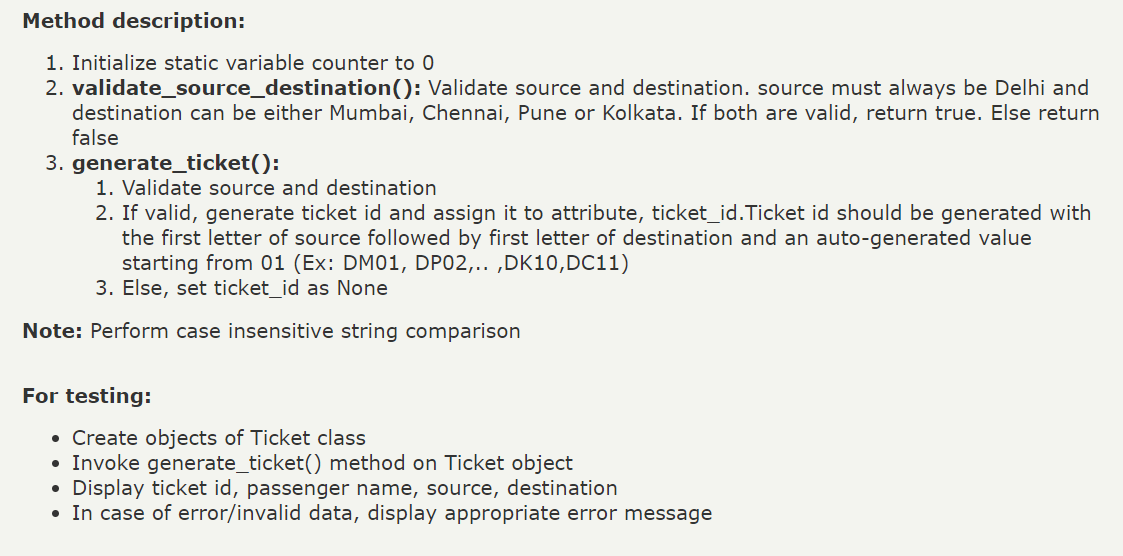 Method description:
1. Initialize static variable counter to 0
2. validate_source_destination(): Validate source and destination. source must always be Delhi and
destination can be either Mumbai, Chennai, Pune or Kolkata. If both are valid, return true. Else return
false
3. generate_ticket():
1. Validate source and destination
2. If valid, generate ticket id and assign it to attribute, ticket_id.Ticket id should be generated with
the first letter of source followed by first letter of destination and an auto-generated value
starting from 01 (Ex: DM01, DP02,.. ,DK10,DC11)
3. Else, set ticket_id as None
Note: Perform case insensitive string comparison
For testing:
• Create objects of Ticket class
• Invoke generate_ticket() method on Ticket object
• Display ticket id, passenger name, source, destination
• In case of error/invalid data, display appropriate error message